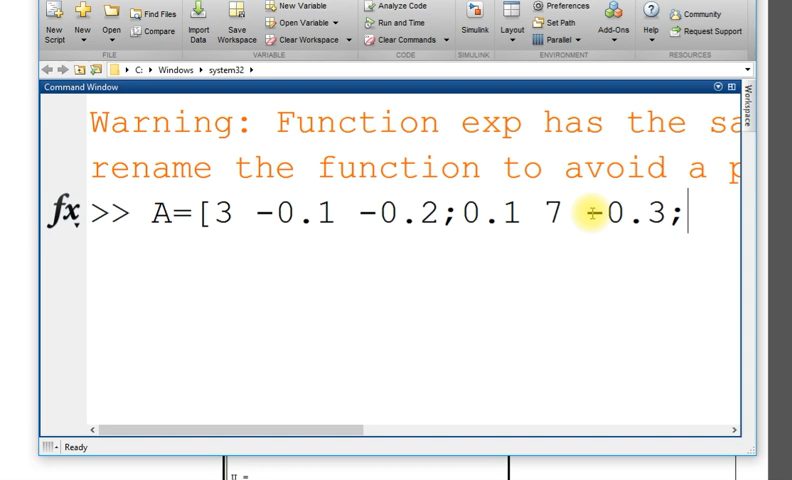 New Variable
Analyze Code
Preferences
Community
Find Files
Open Variable
Run and Time
Set Path
Request Support
New Script
New
Open
Compare
Import Data
Save Workspace
Clear Workspace
Clear Commands
Simulink
Layout
Parallel
Add-Ons
Help
FILE
VARIABLE
CODE
SIMULINK
ENVIRONMENT
RESOURCES
C: Windows system32
Command Window
Workspace
Warning: Function exp has the sa
rename the function to avoid a p
fx >> A=[3 -0.1 -0.2;0.1 7 -0.3;
Ready
U =